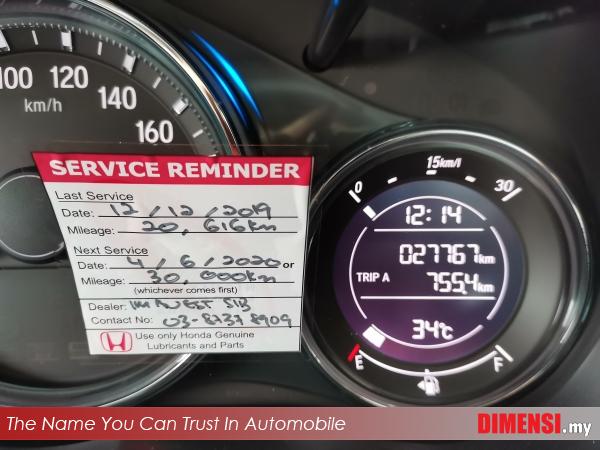 100 120 140 160
km/h
SERVICE REMINDER
Last Service
Date: 12/12/2019
Mileage: 20,616km
Next Service
Date: 4/6/2020 or
Mileage: 30,000km
(whichever comes first)
Dealer: SB
Contact No: 03-8737 8909
Use only Honda Genuine
Lubricants and Parts
15km/l
0 30
12:14
027767km
TRIP A 755.4km
34°C
E F
The Name You Can Trust In Automobile
DIMENSI.my